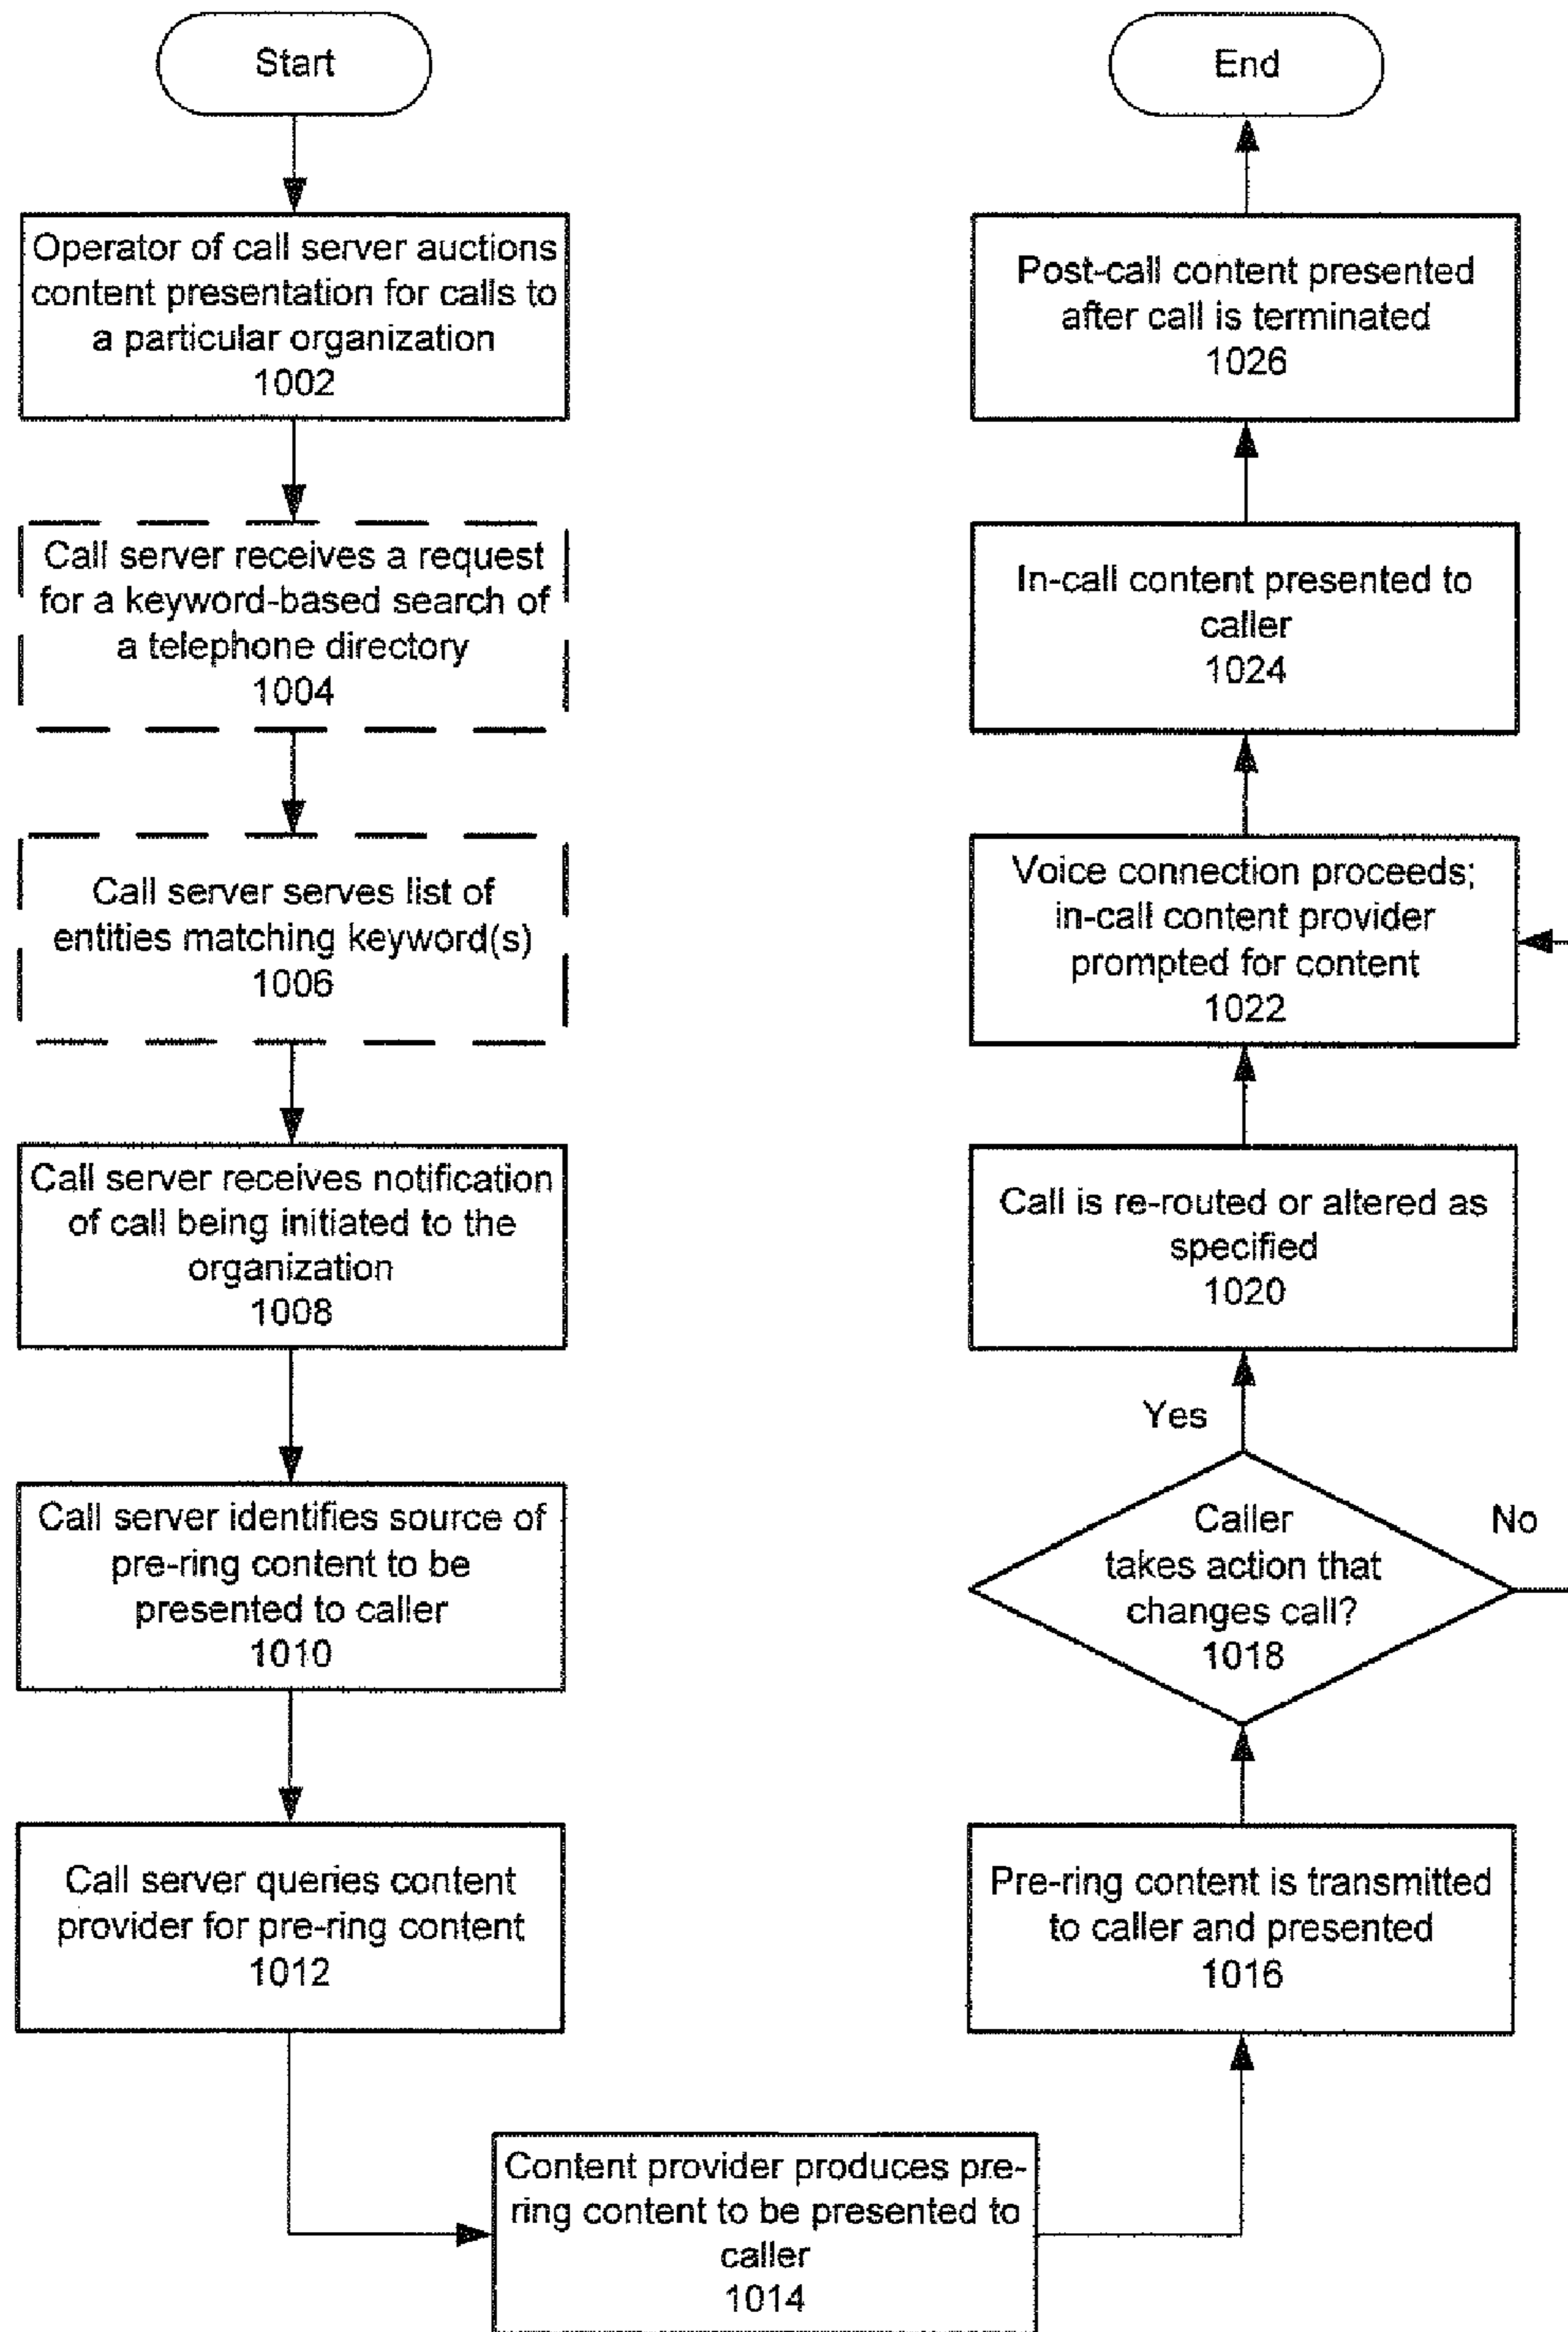 Start
Operator of call server auctions
content presentation for calls to
a particular organization
1002
Call server receives a request
for a keyword-based search of
a telephone directory
1004
Call server serves list of
entities matching keyword(s)
1006
Call server receives notification
of call being initiated to the
organization
1008
Call server identifies source of
pre-ring content to be
presented to caller
1010
Call server queries content
provider for pre-ring content
1012
Content provider produces pre-
ring content to be presented to
caller
1014
Pre-ring content is transmitted
to caller and presented
1016
Caller
takes action that
changes call?
1018
No
Yes
Call is re-routed or altered as
specified
1020
Voice connection proceeds;
in-call content provider
prompted for content
1022
In-call content presented to
caller
1024
Post-call content presented
after call is terminated
1026
End